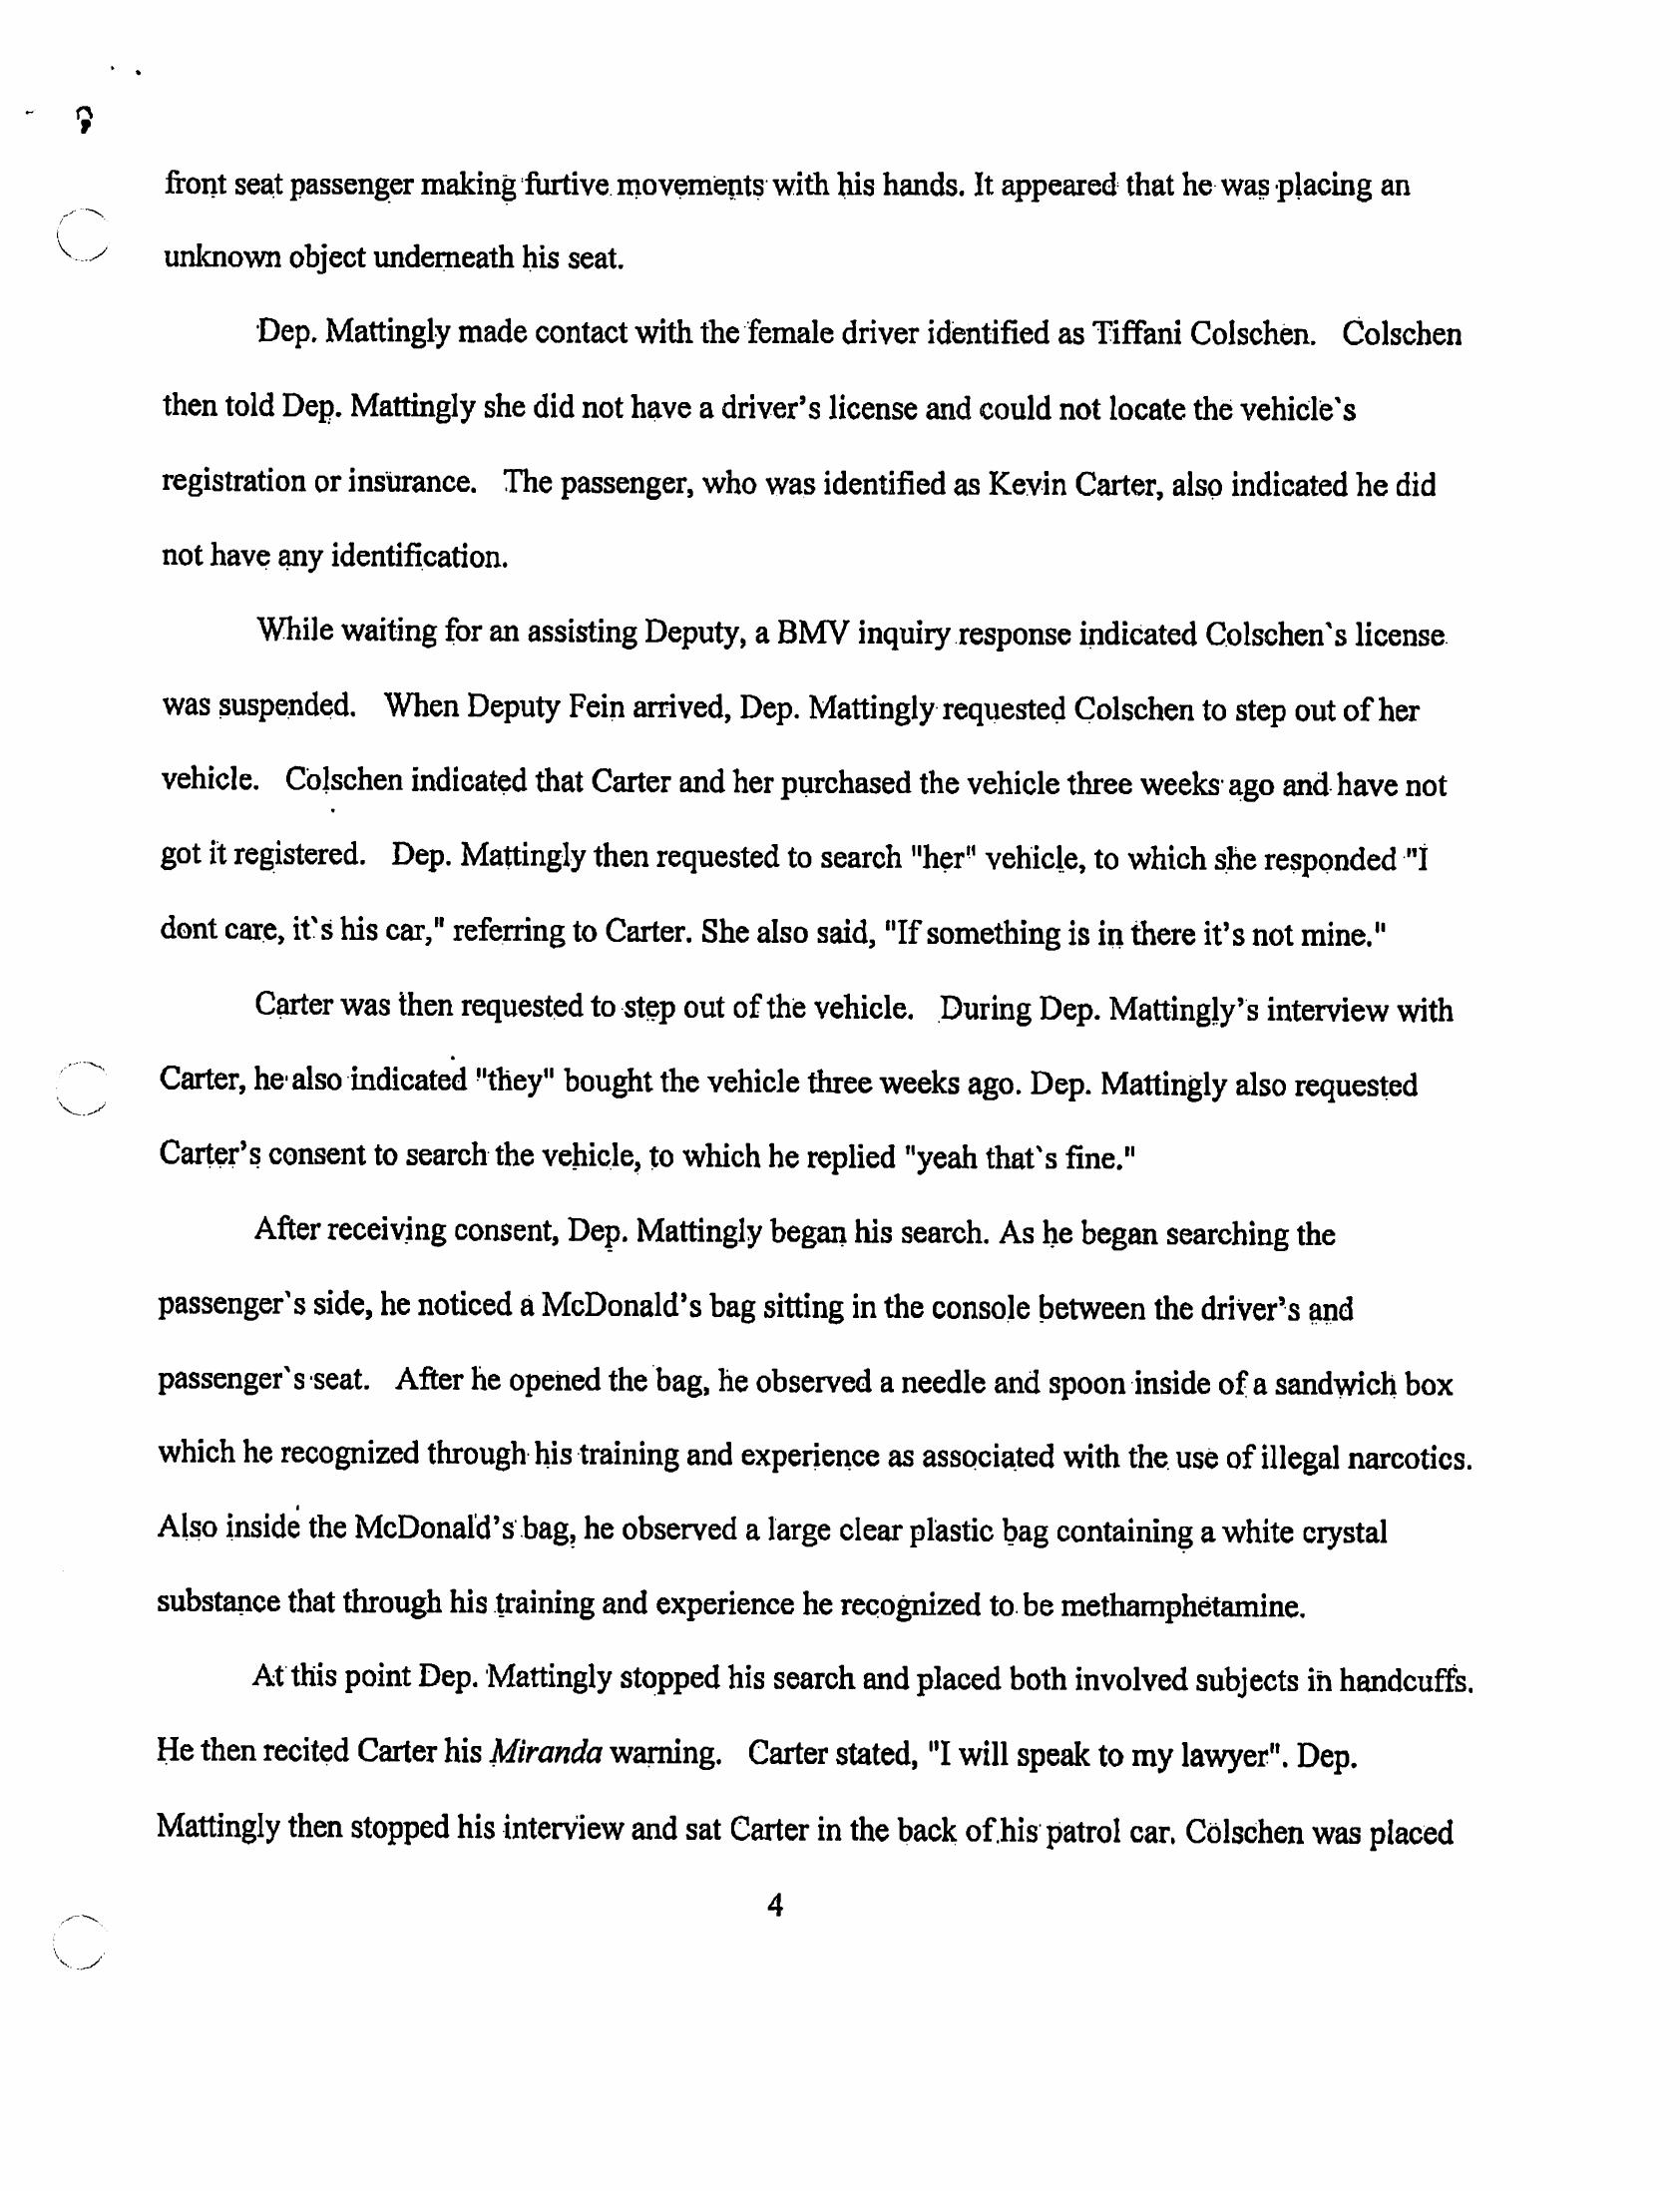 front seat passenger making furtive movements with his hands. It appeared that he was placing an
unknown object underneath his seat.
Dep. Mattingly made contact with the female driver identified as Tiffani Colschen. Colschen
then told Dep. Mattingly she did not have a driver's license and could not locate the vehicle's
registration or insurance. The passenger, who was identified as Kevin Carter, also indicated he did
not have any identification.
While waiting for an assisting Deputy, a BMV inquiry response indicated Colschen's license
was suspended. When Deputy Fein arrived, Dep. Mattingly requested Colschen to step out of her
vehicle. Colschen indicated that Carter and her purchased the vehicle three weeks ago and have not
got it registered. Dep. Mattingly then requested to search "her" vehicle, to which she responded "I
dont care, it's his car," referring to Carter. She also said, "If something is in there it's not mine."
Carter was then requested to step out of the vehicle. During Dep. Mattingly's interview with
Carter, he also indicated "they" bought the vehicle three weeks ago. Dep. Mattingly also requested
Carter's consent to search the vehicle, to which he replied "yeah that's fine."
After receiving consent, Dep. Mattingly began his search. As he began searching the
passenger's side, he noticed a McDonald's bag sitting in the console between the driver's and
passenger's seat. After he opened the bag, he observed a needle and spoon inside of a sandwich box
which he recognized through his training and experience as associated with the use of illegal narcotics.
Also inside the McDonald's bag, he observed a large clear plastic bag containing a white crystal
substance that through his training and experience he recognized to be methamphetamine.
At this point Dep. Mattingly stopped his search and placed both involved subjects in handcuffs.
He then recited Carter his Miranda warning. Carter stated, "I will speak to my lawyer". Dep.
Mattingly then stopped his interview and sat Carter in the back of his patrol car. Colschen was placed
4